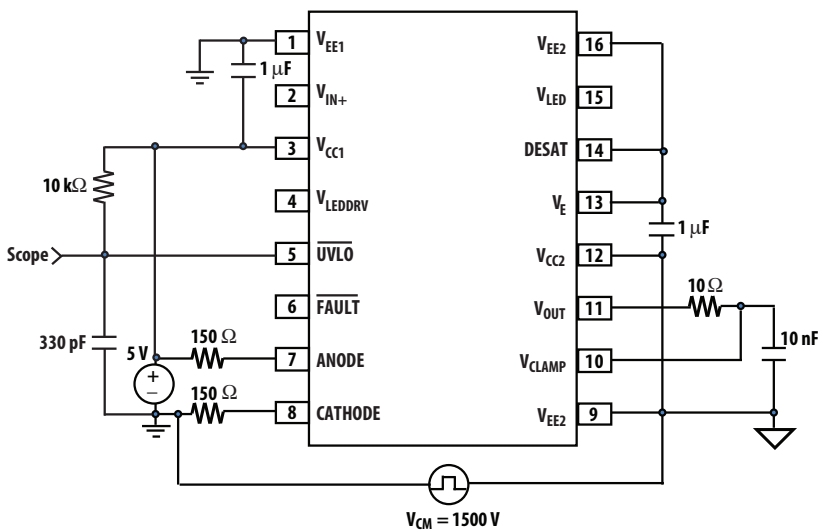 1 V_EE1
V_EE2 16
1 μF
2 V_IN+
V_LED 15
3 V_CC1
DESAT 14
10 kΩ
4 V_LEDDRV
V_E 13
1 μF
Scope
5 UVLO
V_CC2 12
6 FAULT
V_OUT 11
10 Ω
330 pF
5 V
150 Ω
7 ANODE
V_CLAMP 10
10 nF
+
−
150 Ω
8 CATHODE
V_EE2 9
V_CM = 1500 V